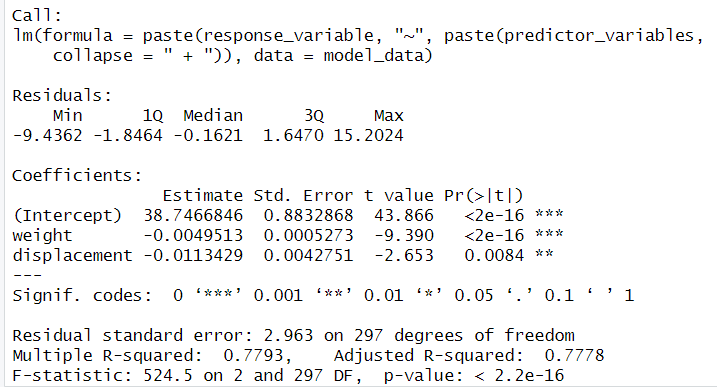 Call:
lm(formula = paste(response_variable, "~", paste(predictor_variables,
    collapse = " + ")), data = model_data)

Residuals:
    Min      1Q  Median      3Q     Max
-9.4362 -1.8464 -0.1621  1.6470 15.2024

Coefficients:
               Estimate Std. Error t value Pr(>|t|)
(Intercept)  38.7466846  0.8832868  43.866   <2e-16 ***
weight       -0.0049513  0.0005273  -9.390   <2e-16 ***
displacement -0.0113429  0.0042751  -2.653   0.0084 **
---
Signif. codes:  0 ‘***’ 0.001 ‘**’ 0.01 ‘*’ 0.05 ‘.’ 0.1 ‘ ’ 1

Residual standard error: 2.963 on 297 degrees of freedom
Multiple R-squared:  0.7793,    Adjusted R-squared:  0.7778
F-statistic: 524.5 on 2 and 297 DF,  p-value: < 2.2e-16